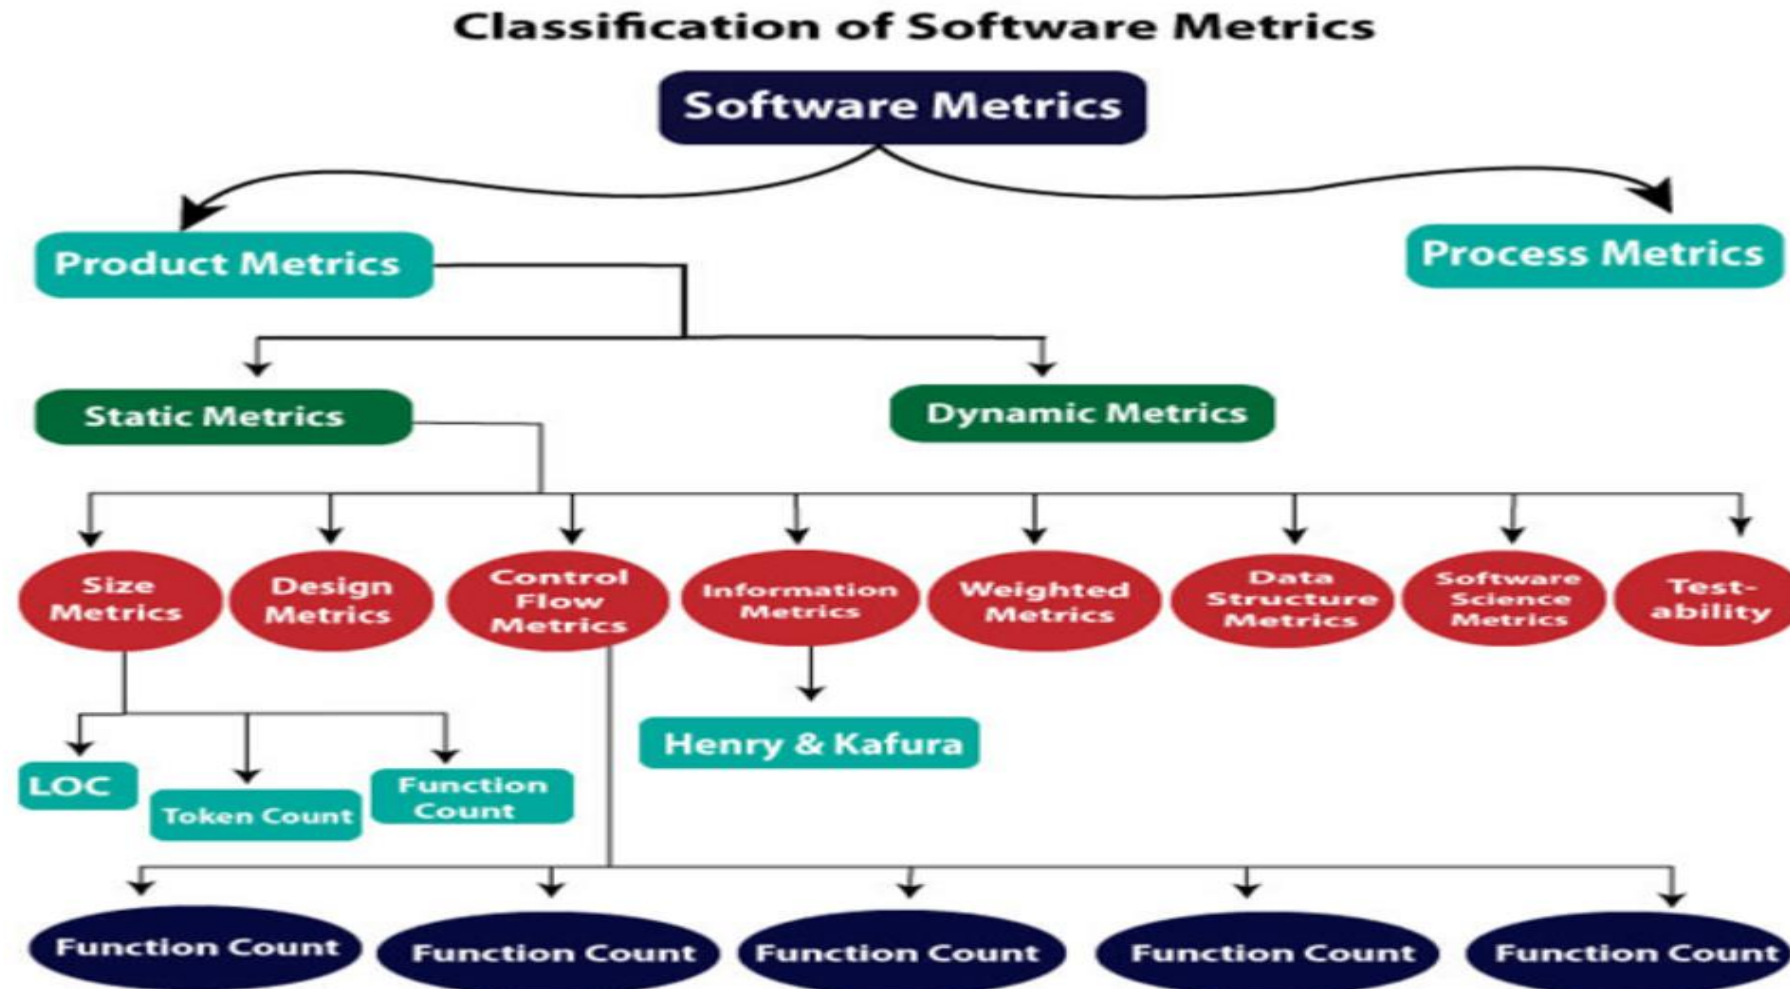 Classification of Software Metrics
Software Metrics
Product Metrics
Process Metrics
Static Metrics
Dynamic Metrics
Size
Metrics
Design
Metrics
Control
Flow
Metrics
Information
Metrics
Weighted
Metrics
Data
Structure
Metrics
Software
Science
Metrics
Test-
ability
Henry & Kafura
LOC
Token Count
Function
Count
Function Count
Function Count
Function Count
Function Count
Function Count